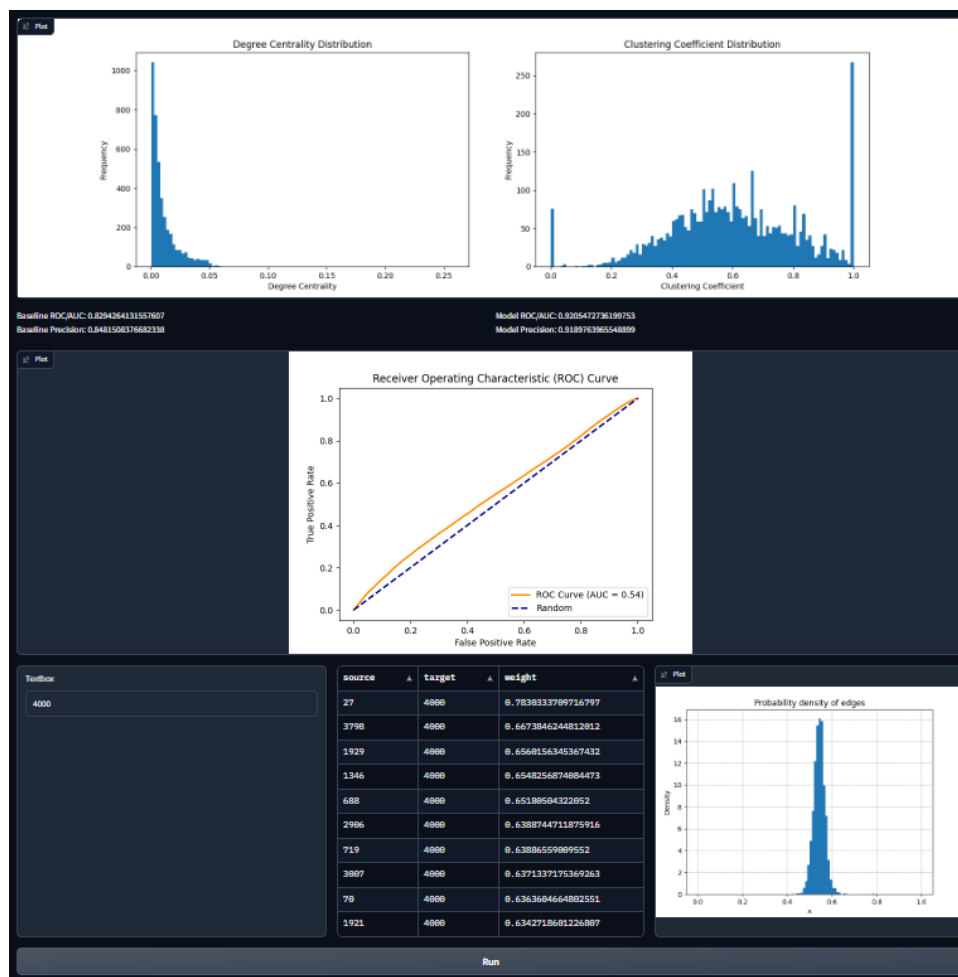 Plot
Degree Centrality Distribution
Clustering Coefficient Distribution
1000
800
600
400
200
0
Frequency
0.00 0.05 0.10 0.15 0.20 0.25
Degree Centrality
250
200
150
100
50
0
Frequency
0.0 0.2 0.4 0.6 0.8 1.0
Clustering Coefficient
Baseline ROC/AUC: 0.8294264131557607
Baseline Precision: 0.8481508376682338
Model ROC/AUC: 0.9205472736199753
Model Precision: 0.9189763965548899
Plot
Receiver Operating Characteristic (ROC) Curve
1.0
0.8
0.6
0.4
0.2
0.0
True Positive Rate
ROC Curve (AUC = 0.54)
Random
0.0 0.2 0.4 0.6 0.8 1.0
False Positive Rate
Textbox
4000
source target weight
27 4000 0.7830333709716797
3798 4000 0.6673846244812012
1929 4000 0.6560156345367432
1346 4000 0.6548256874084473
688 4000 0.65180504322052
2906 4000 0.6388744711875916
719 4000 0.63886559009552
3007 4000 0.6371337175369263
70 4000 0.6363604664802551
1921 4000 0.6342718601226807
Plot
Probability density of edges
16
14
12
10
8
6
4
2
0
Density
0.0 0.2 0.4 0.6 0.8 1.0
x
Run